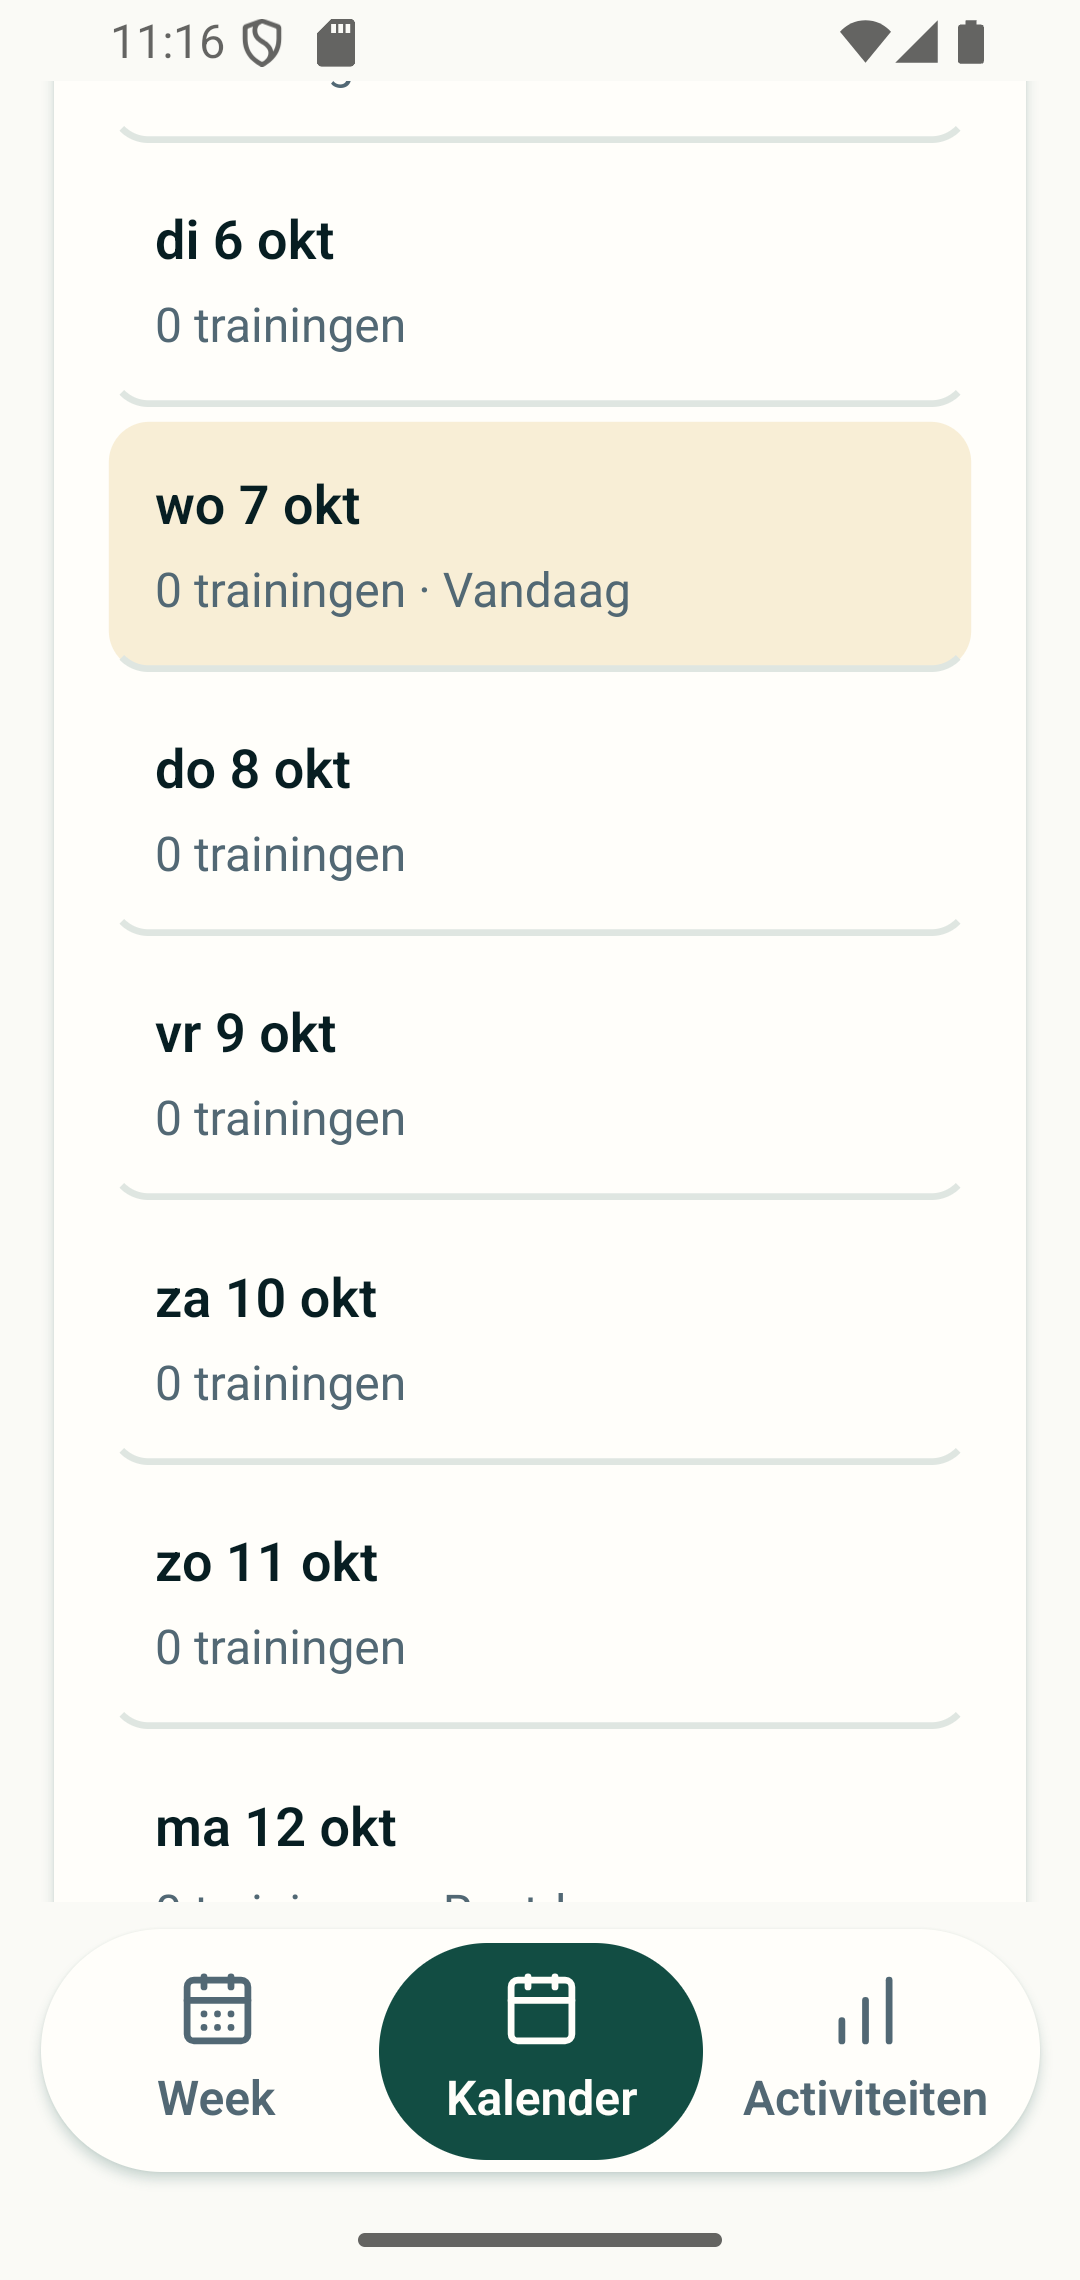 11:16
di 6 okt
0 trainingen
wo 7 okt
0 trainingen · Vandaag
do 8 okt
0 trainingen
vr 9 okt
0 trainingen
za 10 okt
0 trainingen
zo 11 okt
0 trainingen
ma 12 okt
Week
Kalender
Activiteiten